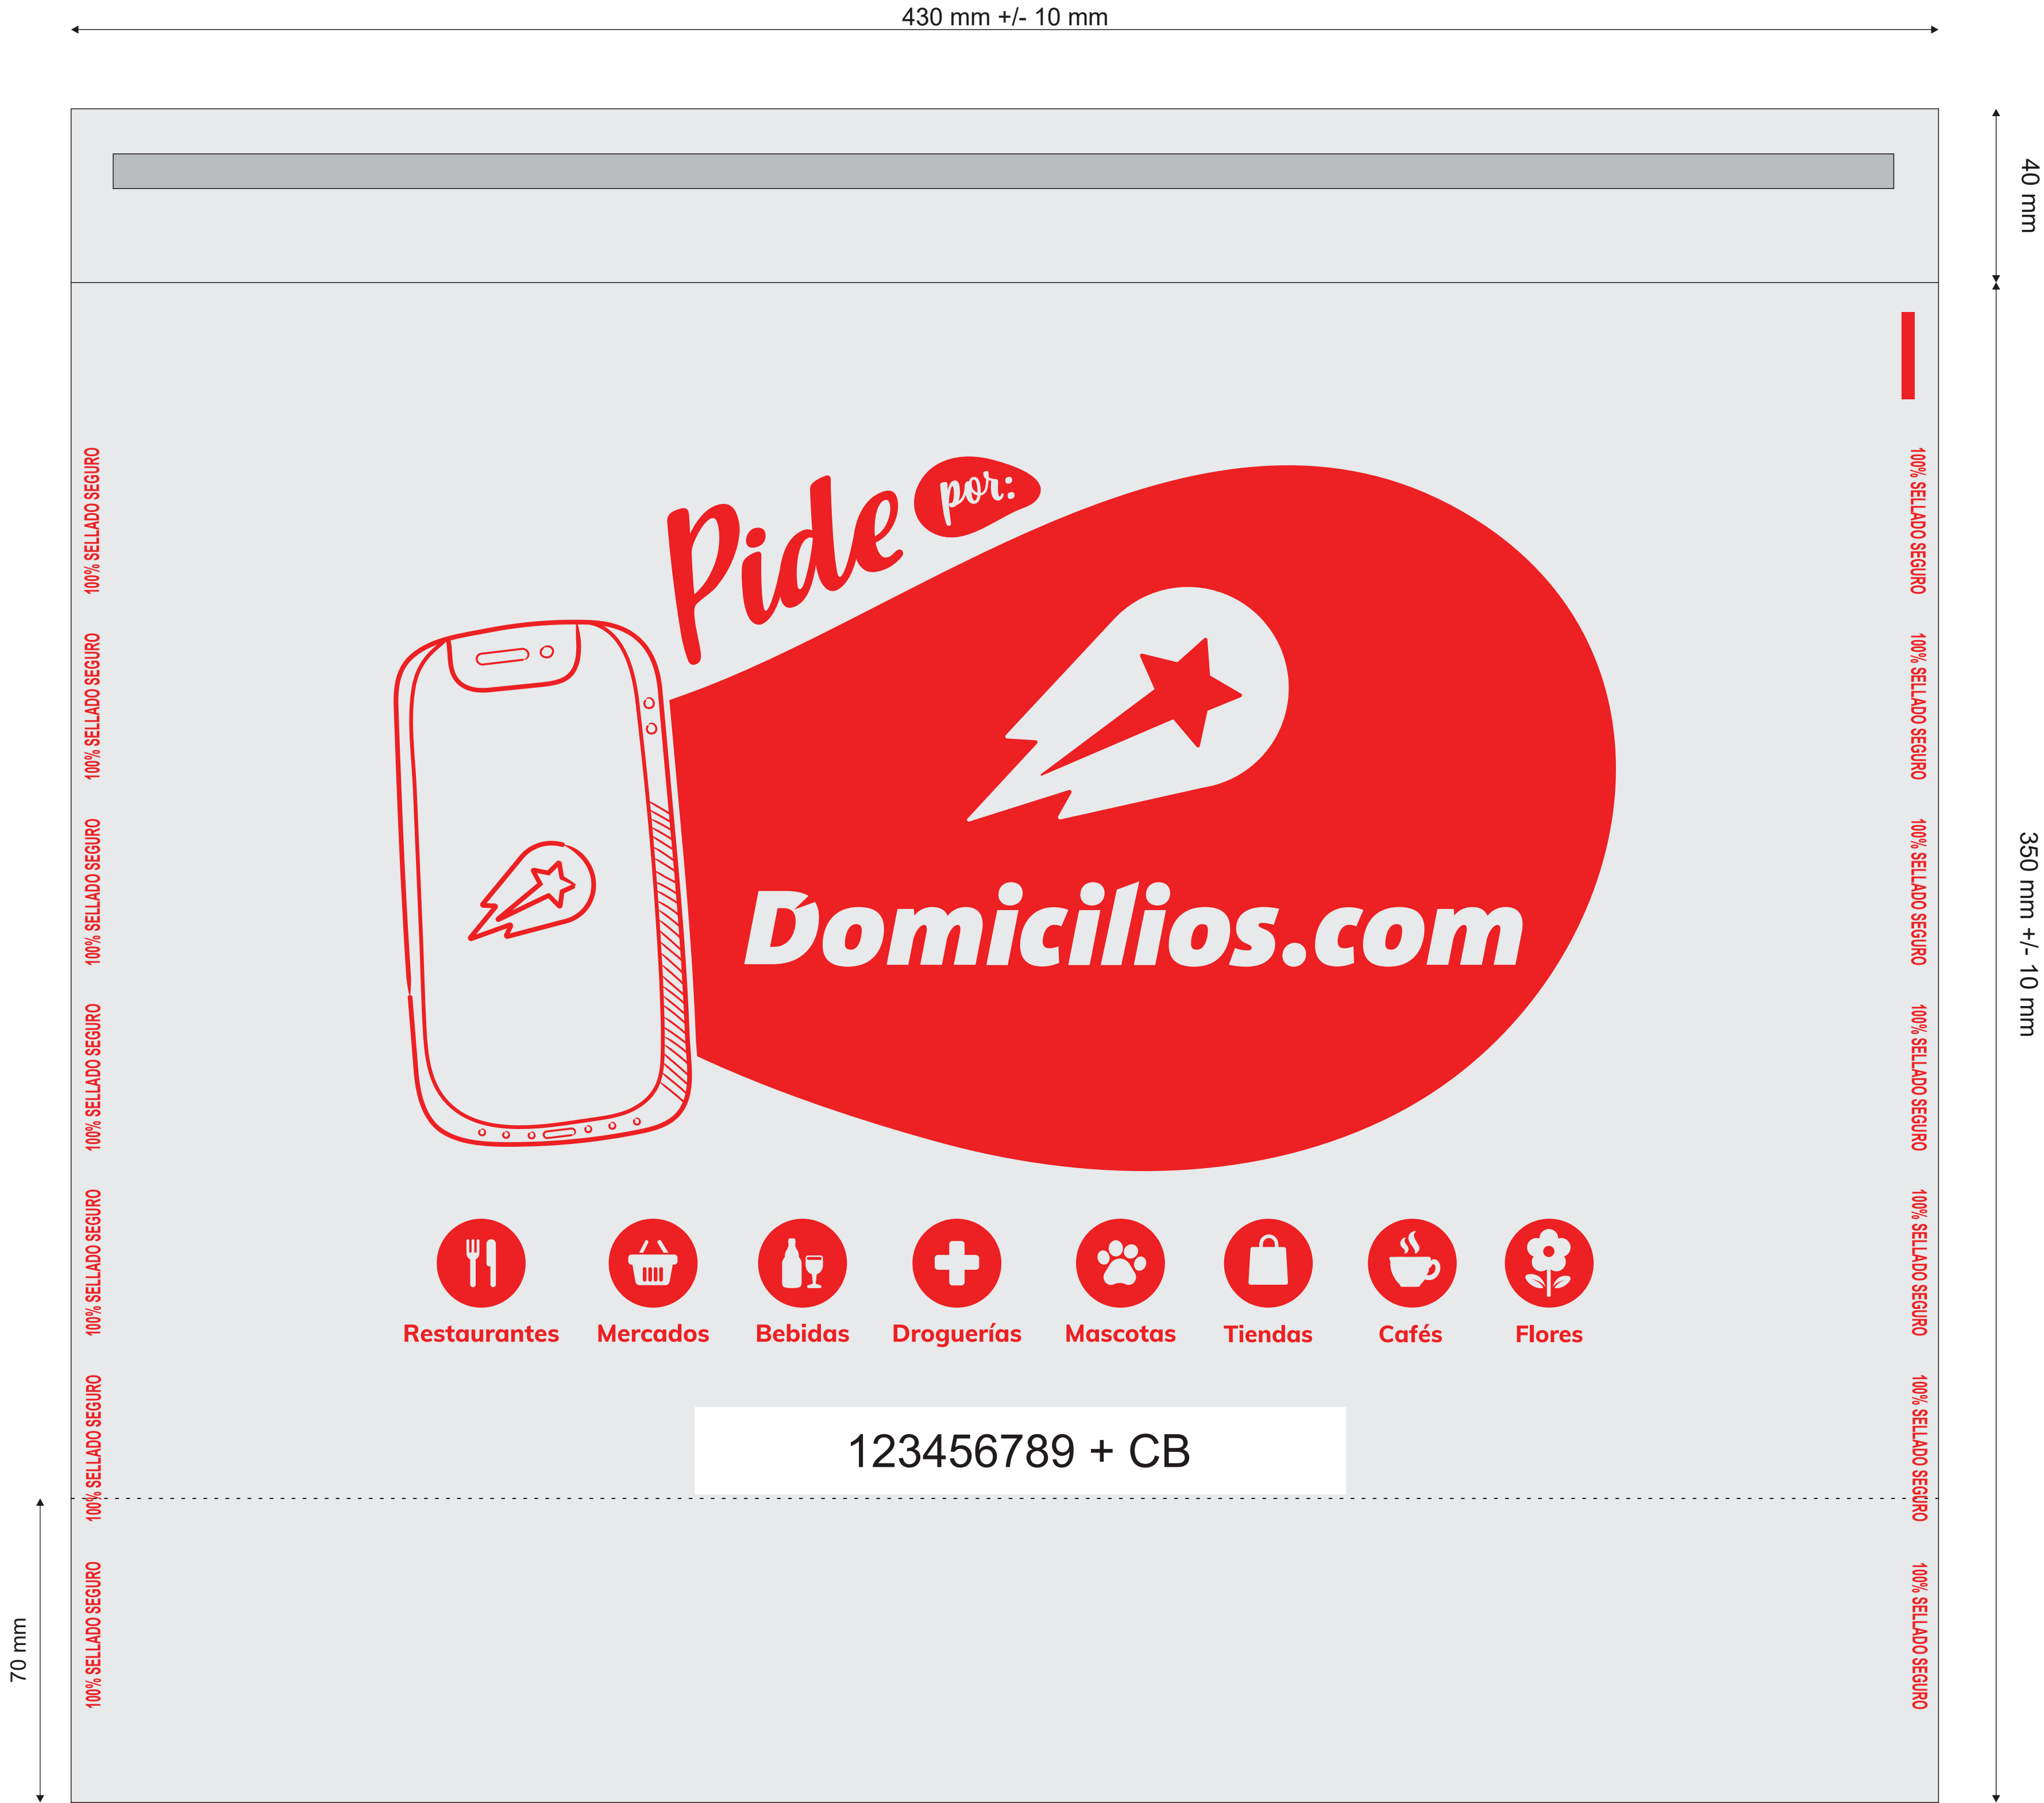 430 mm +/- 10 mm
40 mm
350 mm +/- 10 mm
70 mm
Pide por:
Domicilios.com
Restaurantes Mercados Bebidas Droguerías Mascotas Tiendas Cafés Flores
123456789 + CB
100% SELLADO SEGURO
100% SELLADO SEGURO
100% SELLADO SEGURO
100% SELLADO SEGURO
100% SELLADO SEGURO
100% SELLADO SEGURO
100% SELLADO SEGURO
100% SELLADO SEGURO
100% SELLADO SEGURO
100% SELLADO SEGURO
100% SELLADO SEGURO
100% SELLADO SEGURO
100% SELLADO SEGURO
100% SELLADO SEGURO